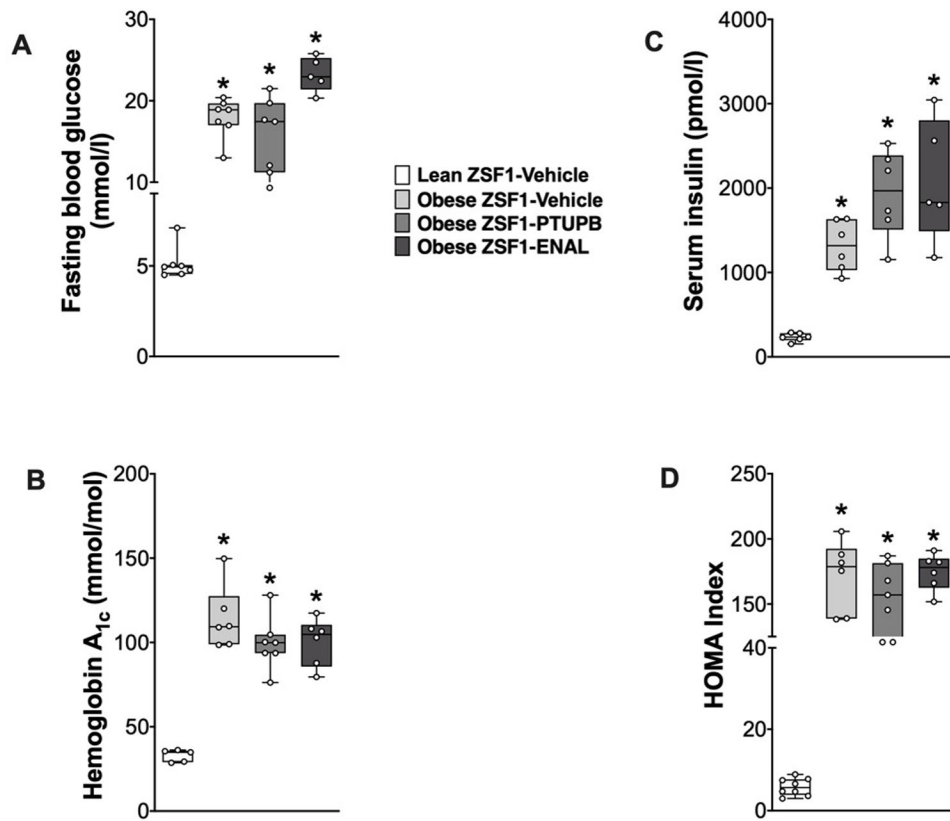 A
Fasting blood glucose
(mmol/l)
30
20
10
5
0
*
*
*
Lean ZSF1-Vehicle
Obese ZSF1-Vehicle
Obese ZSF1-PTUPB
Obese ZSF1-ENAL
C
Serum insulin (pmol/l)
4000
3000
2000
1000
0
*
*
*
B
Hemoglobin A1c (mmol/mol)
200
150
100
50
0
*
*
*
D
HOMA Index
250
200
150
40
20
0
*
*
*